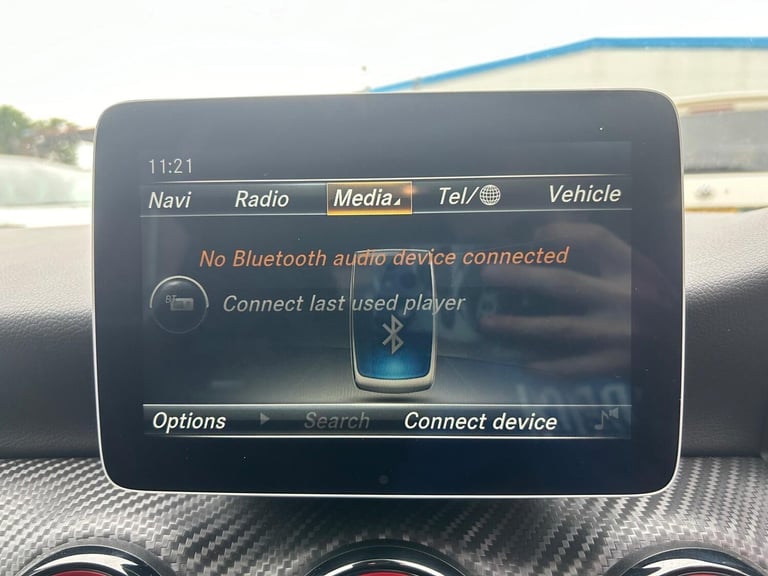 11:21
Navi Radio Media Tel/ Vehicle
No Bluetooth audio device connected
BT
Connect last used player
Options Search Connect device